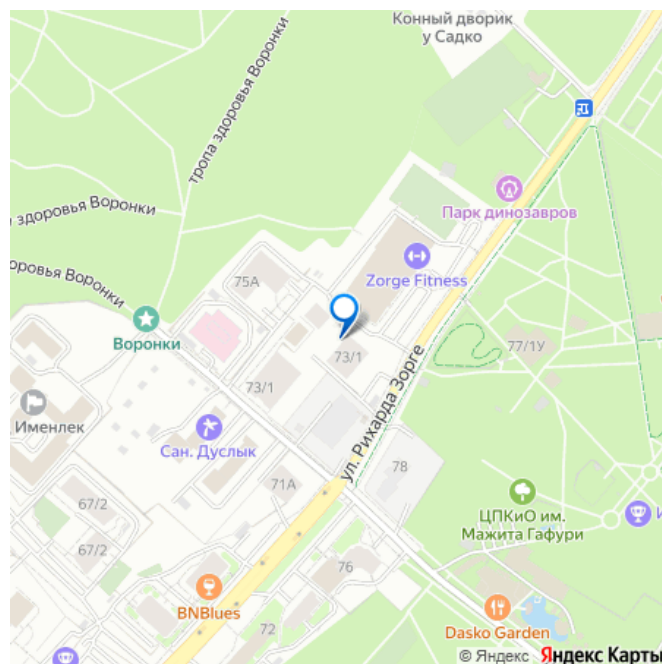 Конный дворик
у Садко
тропа здоровья Воронки
Парк динозавров
здоровья Воронки
Zorge Fitness
75А
Воронки
73/1
77/1У
73/1
ул. Рихарда Зорге
Именлек
Сан. Дуслык
78
71А
67/2
ЦПКиО им.
Мажита Гафури
67/2
76
BNBlues
72
Dasko Garden
© Яндекс Яндекс Карты